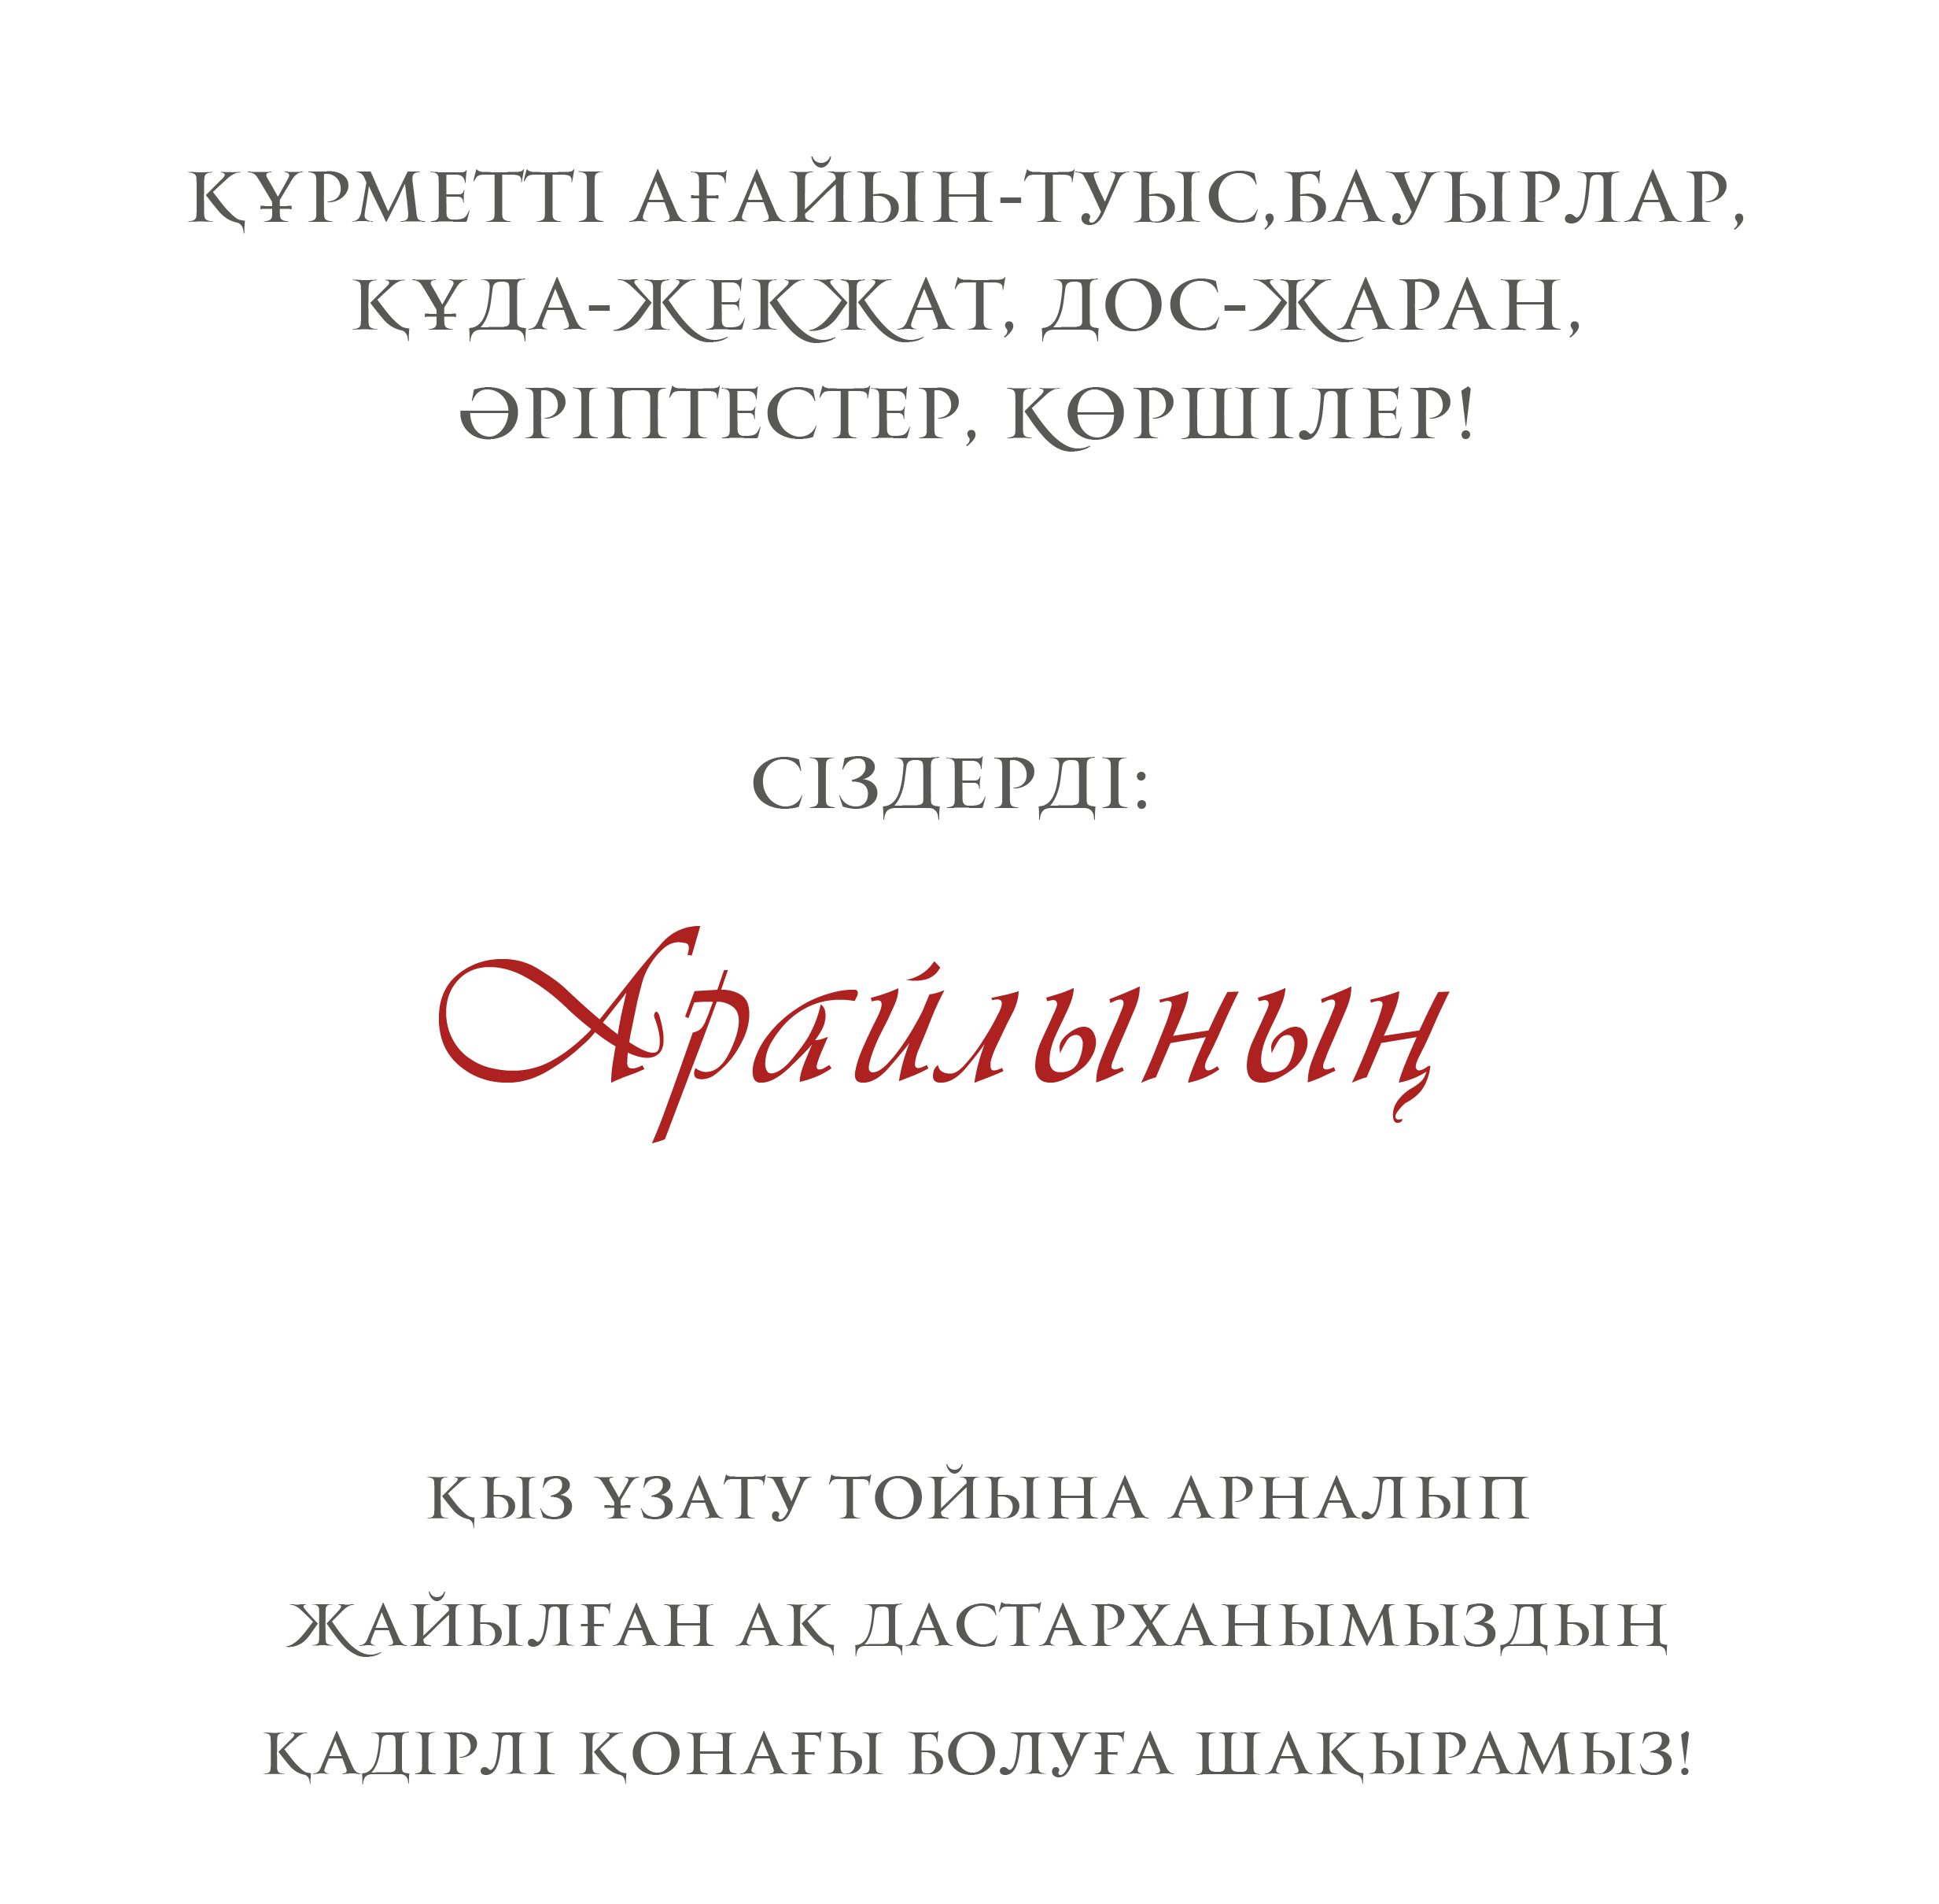 ҚҰРМЕТТІ АҒАЙЫН-ТУЫС,БАУЫРЛАР,
ҚҰДА-ЖЕККАТ, ДОС-ЖАРАН,
ӘРІПТЕСТЕР, КӨРШІЛЕР!
СІЗДЕРДІ:
Арайлының
ҚЫЗ ҰЗАТУ ТОЙЫНА АРНАЛЫП
ЖАЙЫЛҒАН АҚ ДАСТАРХАНЫМЫЗДЫҢ
ҚАДІРЛІ ҚОНАҒЫ БОЛУҒА ШАҚЫРАМЫЗ!